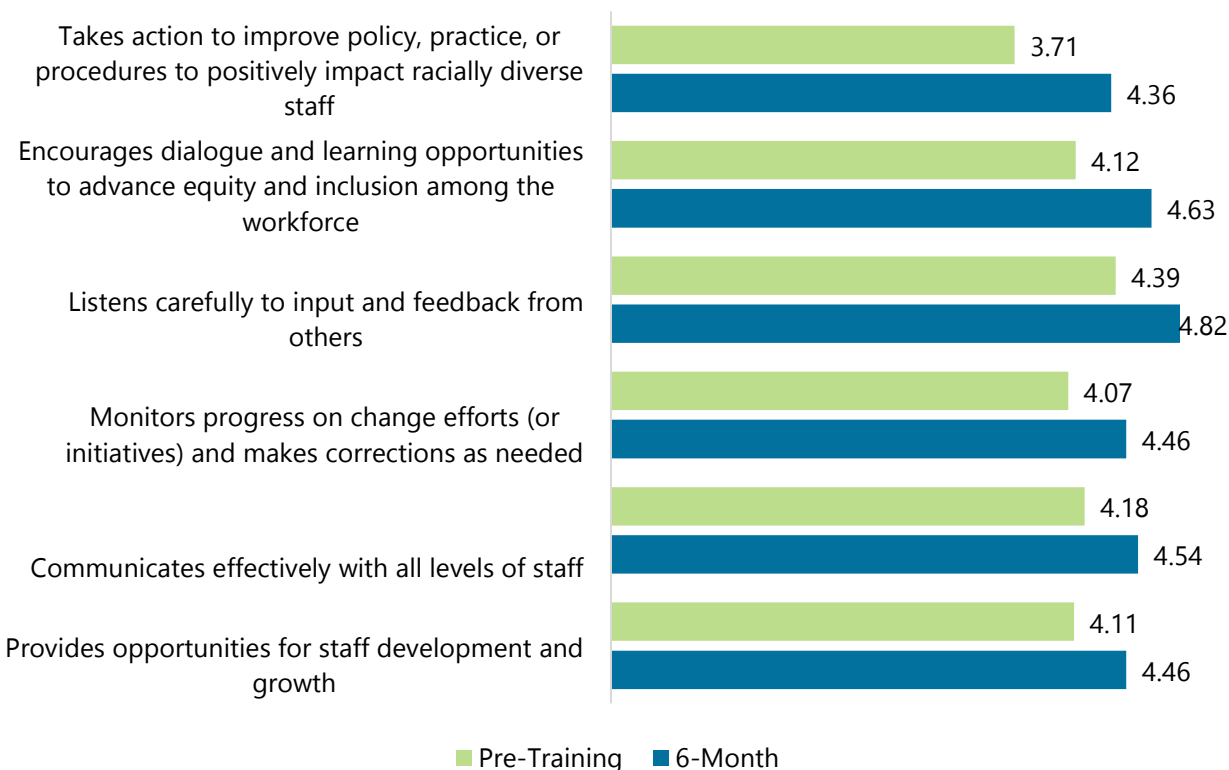 Takes action to improve policy, practice, or
procedures to positively impact racially diverse
staff
3.71
4.36
Encourages dialogue and learning opportunities
to advance equity and inclusion among the
workforce
4.12
4.63
Listens carefully to input and feedback from
others
4.39
4.82
Monitors progress on change efforts (or
initiatives) and makes corrections as needed
4.07
4.46
Communicates effectively with all levels of staff
4.18
4.54
Provides opportunities for staff development and
growth
4.11
4.46
Pre-Training 6-Month